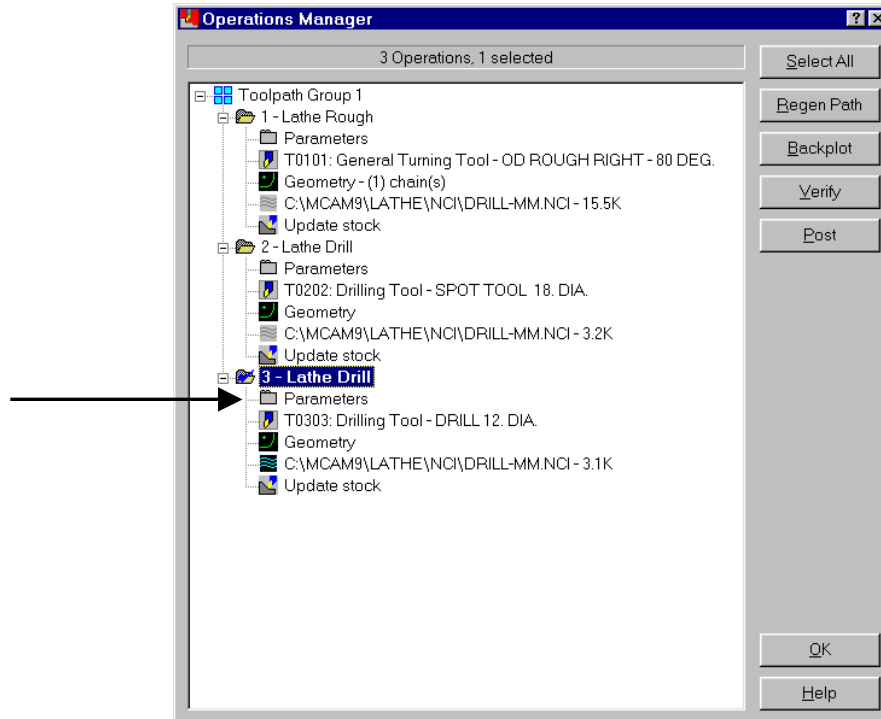 Operations Manager
3 Operations, 1 selected
Select All
Regen Path
Backplot
Verify
Post
Toolpath Group 1
1 - Lathe Rough
Parameters
T0101: General Turning Tool - OD ROUGH RIGHT - 80 DEG.
Geometry - (1) chain(s)
C:\MCAM9\LATHE\NCI\DRILL-MM.NCI - 15.5K
Update stock
2 - Lathe Drill
Parameters
T0202: Drilling Tool - SPOT TOOL 18. DIA.
Geometry
C:\MCAM9\LATHE\NCI\DRILL-MM.NCI - 3.2K
Update stock
3 - Lathe Drill
Parameters
T0303: Drilling Tool - DRILL 12. DIA.
Geometry
C:\MCAM9\LATHE\NCI\DRILL-MM.NCI - 3.1K
Update stock
OK
Help